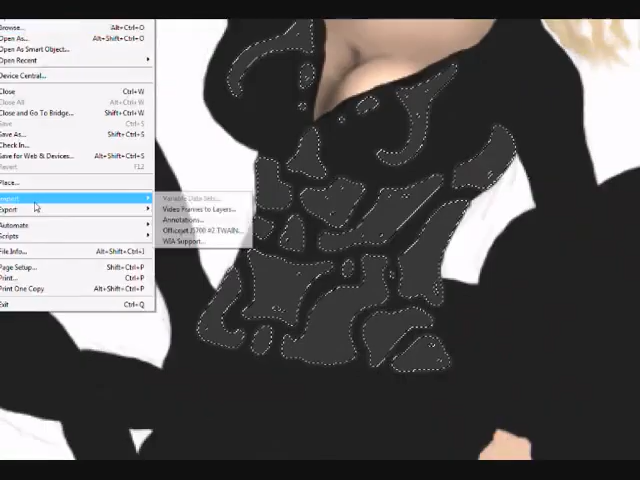 Browse...	Alt+Ctrl+O
Open As...	Alt+Shift+Ctrl+O
Open As Smart Object...
Open Recent
Device Central...
Close	Ctrl+W
Close All	Alt+Ctrl+W
Close and Go To Bridge...	Shift+Ctrl+W
Save	Ctrl+S
Save As...	Shift+Ctrl+S
Check In...
Save for Web & Devices...	Alt+Shift+Ctrl+S
Revert	F12
Place...
Import
Export
Automate
Scripts
File Info...	Alt+Shift+Ctrl+I
Page Setup...	Shift+Ctrl+P
Print...	Ctrl+P
Print One Copy	Alt+Shift+Ctrl+P
Exit	Ctrl+Q
Variable Data Sets...
Video Frames to Layers...
Annotations...
Officejet J5700 #2 TWAIN...
WIA Support...